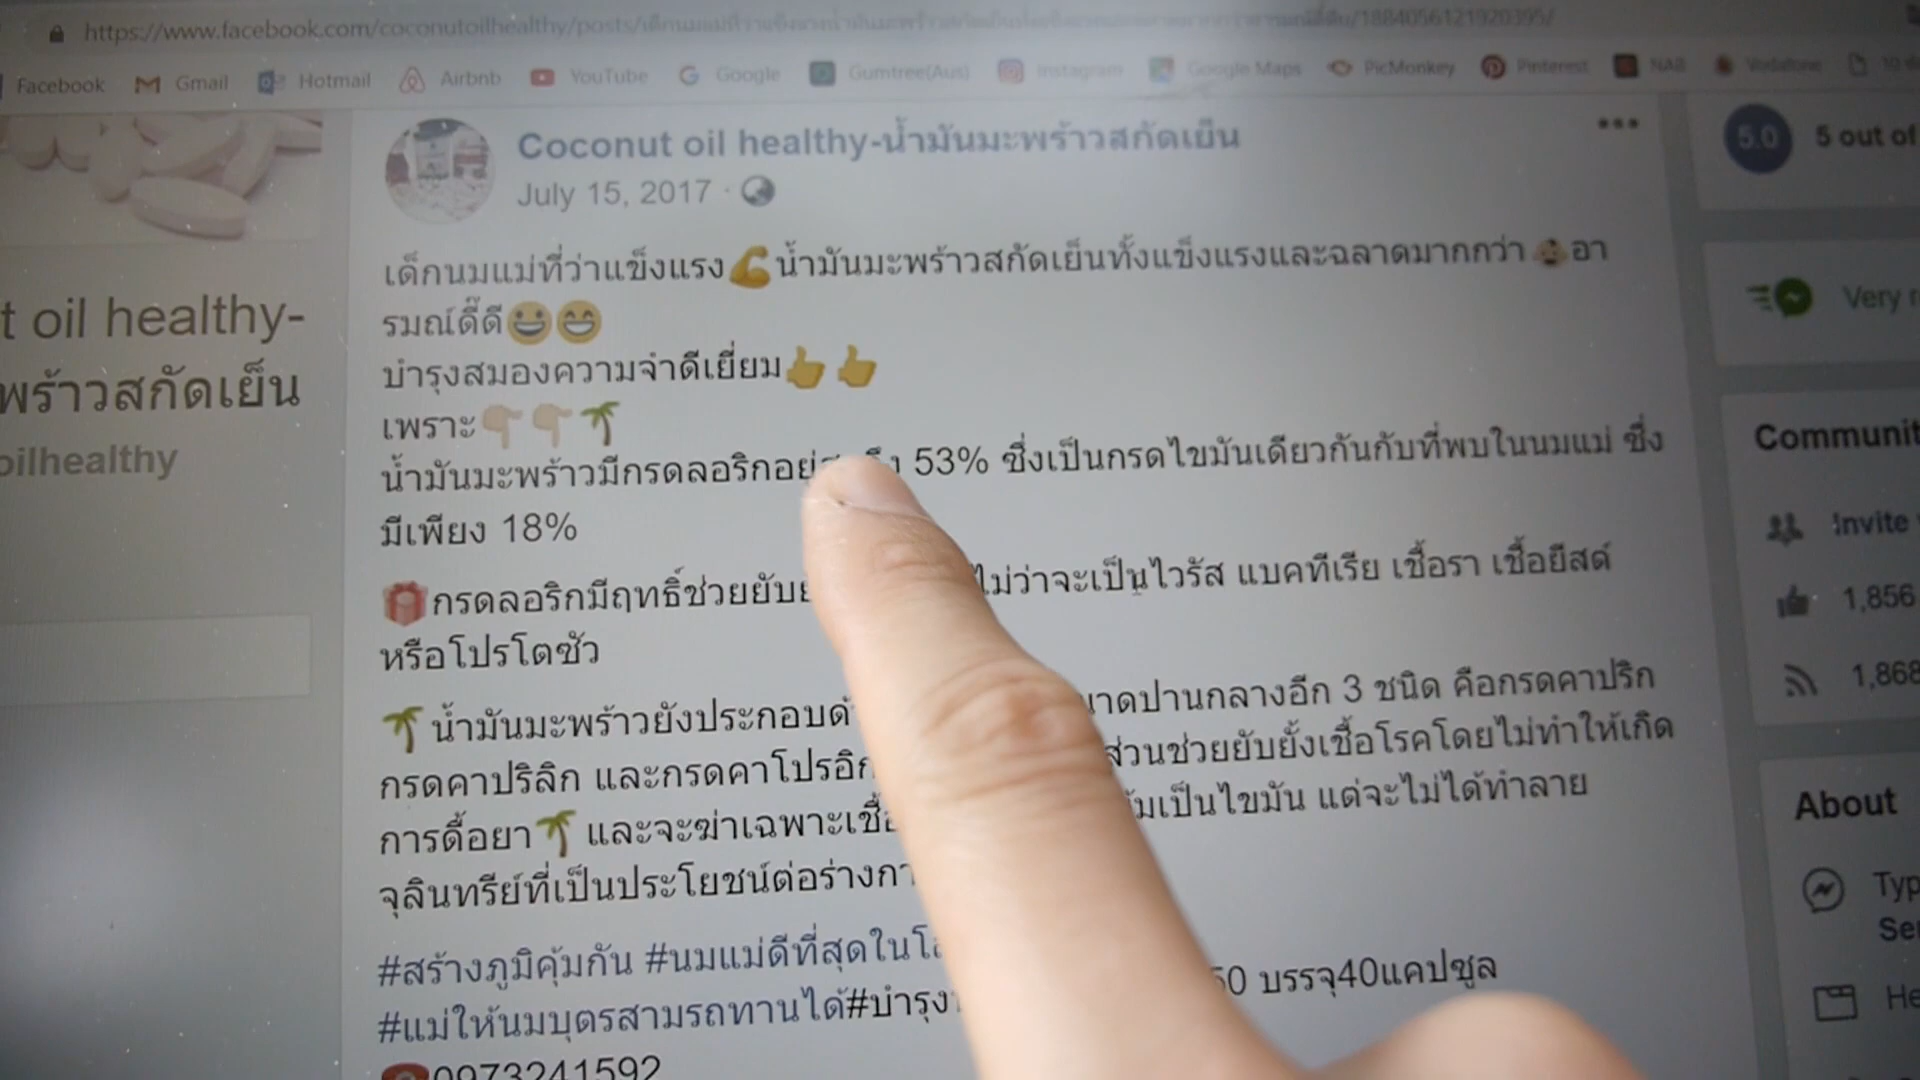 https://www.facebook.com/coconutoilhealthy/posts/
Facebook Gmail Hotmail Airbnb YouTube Google Gumtree(Aus) Instagram Google Maps PicMonkey Pinterest NAB Vodafone
Coconut oil healthy-น้ำมันมะพร้าวสกัดเย็น
July 15, 2017
เด็กนมแม่ที่ว่าแข็งแรง💪น้ำมันมะพร้าวสกัดเย็นทั้งแข็งแรงและฉลาดมากกว่า👶อา
รมณ์ดี๊ดี😀😄
บำรุงสมองความจำดีเยี่ยม👍👍
เพราะ👇👇🌴
น้ำมันมะพร้าวมีกรดลอริกอยู่ 53% ซึ่งเป็นกรดไขมันเดียวกันกับที่พบในนมแม่ ซึ่ง
มีเพียง 18%
🎁กรดลอริกมีฤทธิ์ช่วยยับ ไม่ว่าจะเป็นไวรัส แบคทีเรีย เชื้อรา เชื้อยีสต์
หรือโปรโตซัว
🌴น้ำมันมะพร้าวยังประกอบด้ นาดปานกลางอีก 3 ชนิด คือกรดคาปริก
กรดคาปริลิก และกรดคาโปรอิก ส่วนช่วยยับยั้งเชื้อโรคโดยไม่ทำให้เกิด
การดื้อยา🌴และจะฆ่าเฉพาะเชื้อ ้มเป็นไขมัน แต่จะไม่ได้ทำลาย
จุลินทรีย์ที่เป็นประโยชน์ต่อร่างกา
#สร้างภูมิคุ้มกัน #นมแม่ดีที่สุดในโล 50 บรรจุ40แคปซูล
#แม่ให้นมบุตรสามรถทานได้#บำรุง
☎0973241592
t oil healthy-
พร้าวสกัดเย็น
oilhealthy
5.0 5 out of
Very r
Communit
Invite
1,856
1,868
About
Typ
Se
He